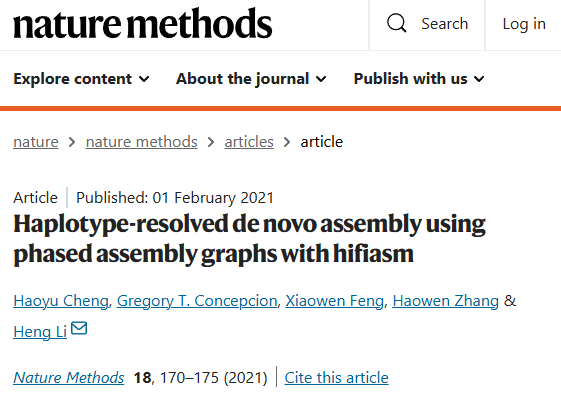 nature methods
Search
Log in
Explore content
About the journal
Publish with us
nature > nature methods > articles > article
Article | Published: 01 February 2021
Haplotype-resolved de novo assembly using
phased assembly graphs with hifiasm
Haoyu Cheng, Gregory T. Concepcion, Xiaowen Feng, Haowen Zhang &
Heng Li
Nature Methods 18, 170–175 (2021) | Cite this article